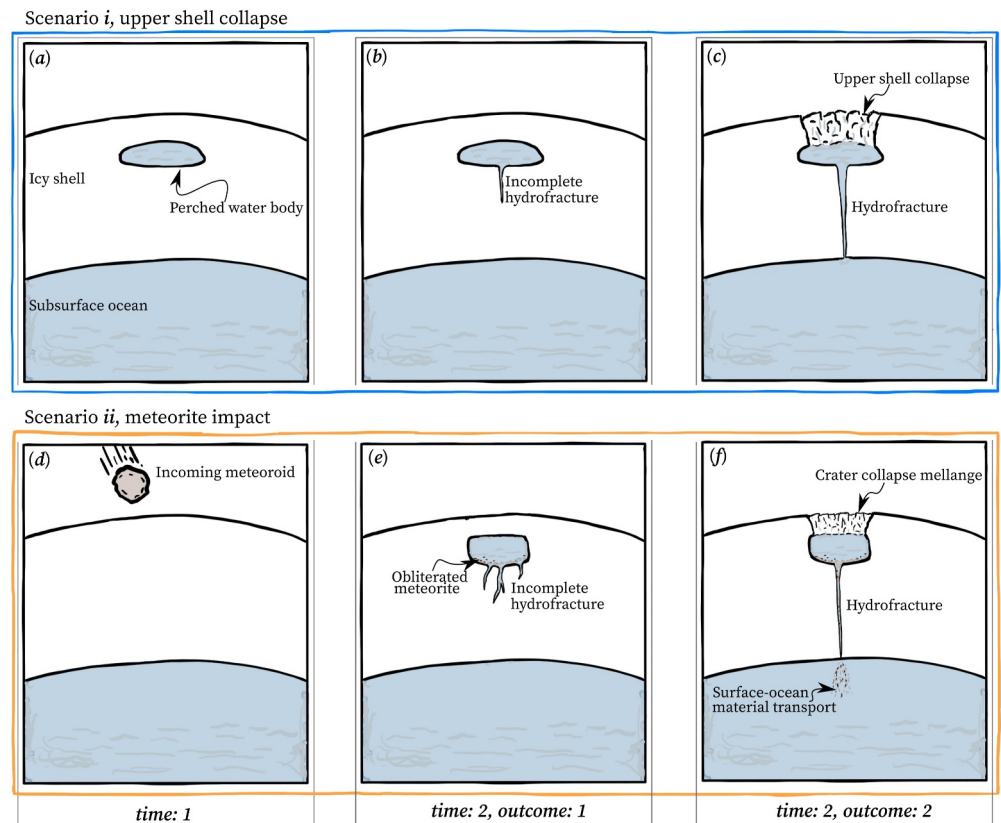 Scenario i, upper shell collapse
(a)
(b)
(c)
Upper shell collapse
Icy shell
Perched water body
Incomplete
hydrofracture
Hydrofracture
Subsurface ocean
Scenario ii, meteorite impact
(d)
Incoming meteoroid
(e)
(f)
Crater collapse mellange
Obliterated
meteorite
Incomplete
hydrofracture
Hydrofracture
Surface-ocean
material transport
time: 1
time: 2, outcome: 1
time: 2, outcome: 2